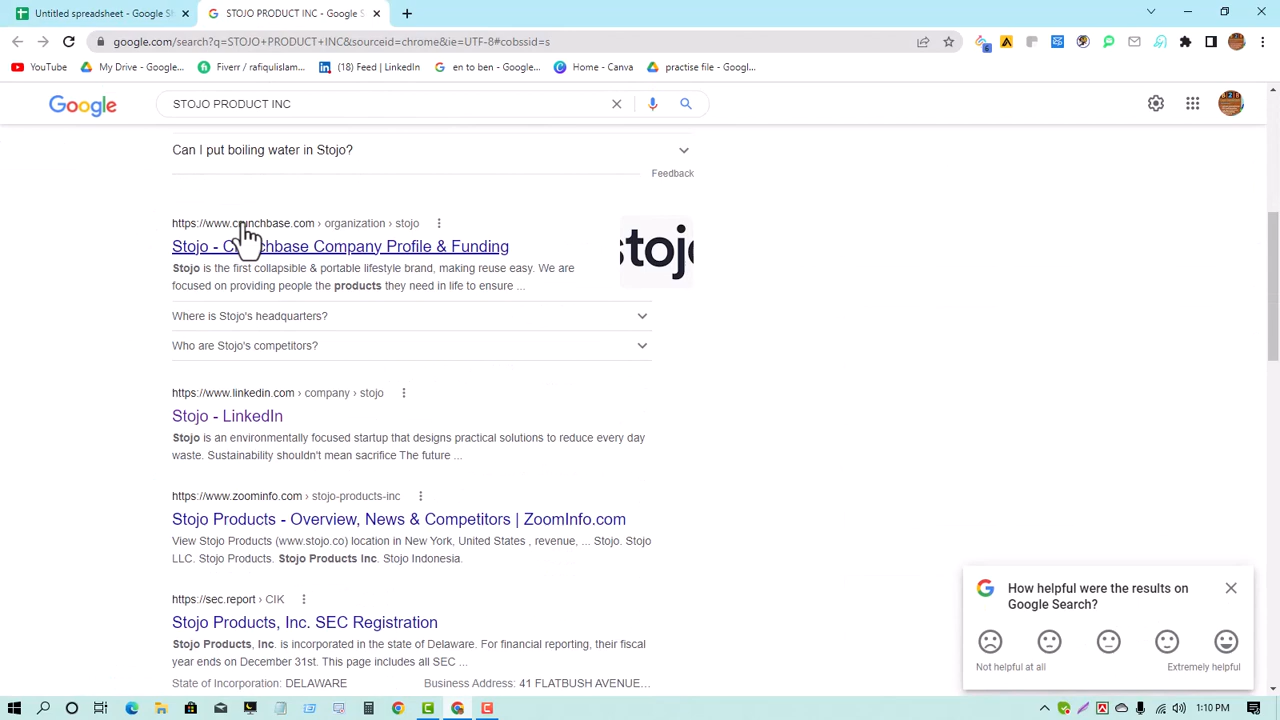 Untitled spreadsheet - Google Sh
STOJO PRODUCT INC - Google S
google.com/search?q=STOJO+PRODUCT+INC&sourceid=chrome&ie=UTF-8#cobssid=s
YouTube
My Drive - Google...
Fiverr / rafiqulislam...
(18) Feed | LinkedIn
en to ben - Google...
Home - Canva
practise file - Googl...
Google
STOJO PRODUCT INC
Can I put boiling water in Stojo?
Feedback
https://www.crunchbase.com › organization › stojo
Stojo - Crunchbase Company Profile & Funding
Stojo is the first collapsible & portable lifestyle brand, making reuse easy. We are
focused on providing people the products they need in life to ensure ...
stojo
Where is Stojo's headquarters?
Who are Stojo's competitors?
https://www.linkedin.com › company › stojo
Stojo - LinkedIn
Stojo is an environmentally focused startup that designs practical solutions to reduce every day
waste. Sustainability shouldn't mean sacrifice The future ...
https://www.zoominfo.com › stojo-products-inc
Stojo Products - Overview, News & Competitors | ZoomInfo.com
View Stojo Products (www.stojo.co) location in New York, United States , revenue, ... Stojo. Stojo
LLC. Stojo Products. Stojo Products Inc. Stojo Indonesia.
https://sec.report › CIK
Stojo Products, Inc. SEC Registration
Stojo Products, Inc. is incorporated in the state of Delaware. For financial reporting, their fiscal
year ends on December 31st. This page includes all SEC ...
State of Incorporation: DELAWARE
Business Address: 41 FLATBUSH AVENUE...
How helpful were the results on
Google Search?
Not helpful at all
Extremely helpful
1:10 PM